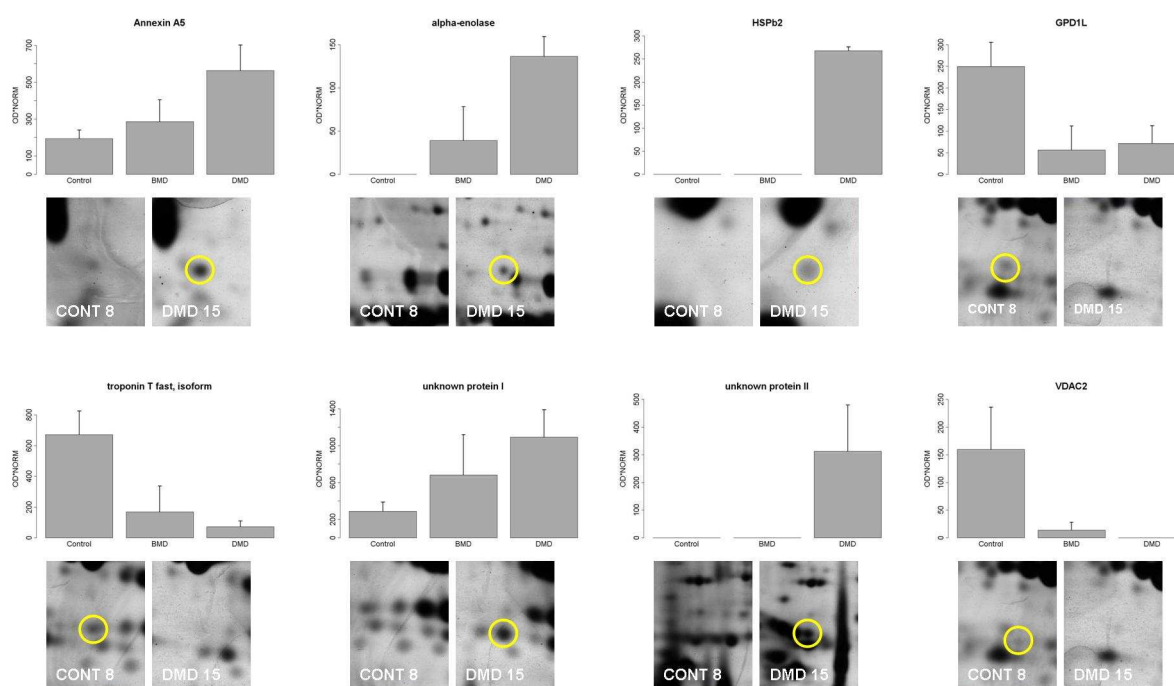 Annexin A5
OD*NORM
700
500
300
100
0
Control BMD DMD
CONT 8
DMD 15
alpha-enolase
OD*NORM
150
100
50
0
Control BMD DMD
CONT 8
DMD 15
HSPb2
OD*NORM
300
250
200
150
100
50
0
Control BMD DMD
CONT 8
DMD 15
GPD1L
OD*NORM
300
250
200
150
100
50
0
Control BMD DMD
CONT 8
DMD 15
troponin T fast, isoform
OD*NORM
800
600
400
200
0
Control BMD DMD
CONT 8
DMD 15
unknown protein I
OD*NORM
1400
1000
600
200
0
Control BMD DMD
CONT 8
DMD 15
unknown protein II
OD*NORM
500
400
300
200
100
0
Control BMD DMD
CONT 8
DMD 15
VDAC2
OD*NORM
250
200
150
100
50
0
Control BMD DMD
CONT 8
DMD 15